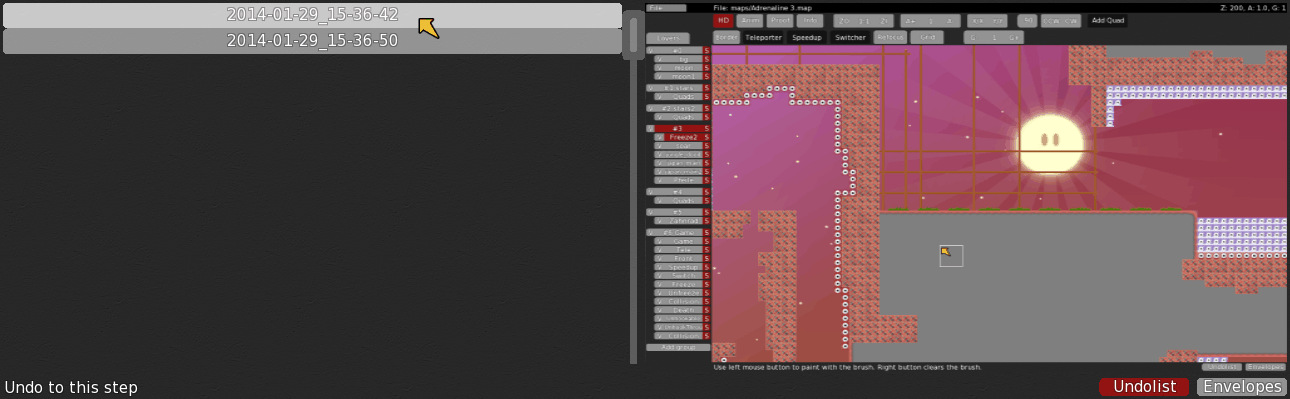 2014-01-29_15-36-42
2014-01-29_15-36-50
Undo to this step
Undolist
Envelopes
File
File: maps/Adrenaline 3.map
Z: 200, A: 1.0, G: 1
HD
Anim
Proof
Info
Add Quad
Border
Teleporter
Speedup
Switcher
Refocus
Grid
Layers
#1
bg
moon
moon1
Quads
#2 stars2
Quads
#3
Freeze2
#4
Quads
#5
#6 Game
Game
Tele
Front
Speedup
Switch
Freeze
Unfreeze
Collision
Death
Collision
Add group
Use left mouse button to paint with the brush. Right button clears the brush.
Undolist
Envelopes